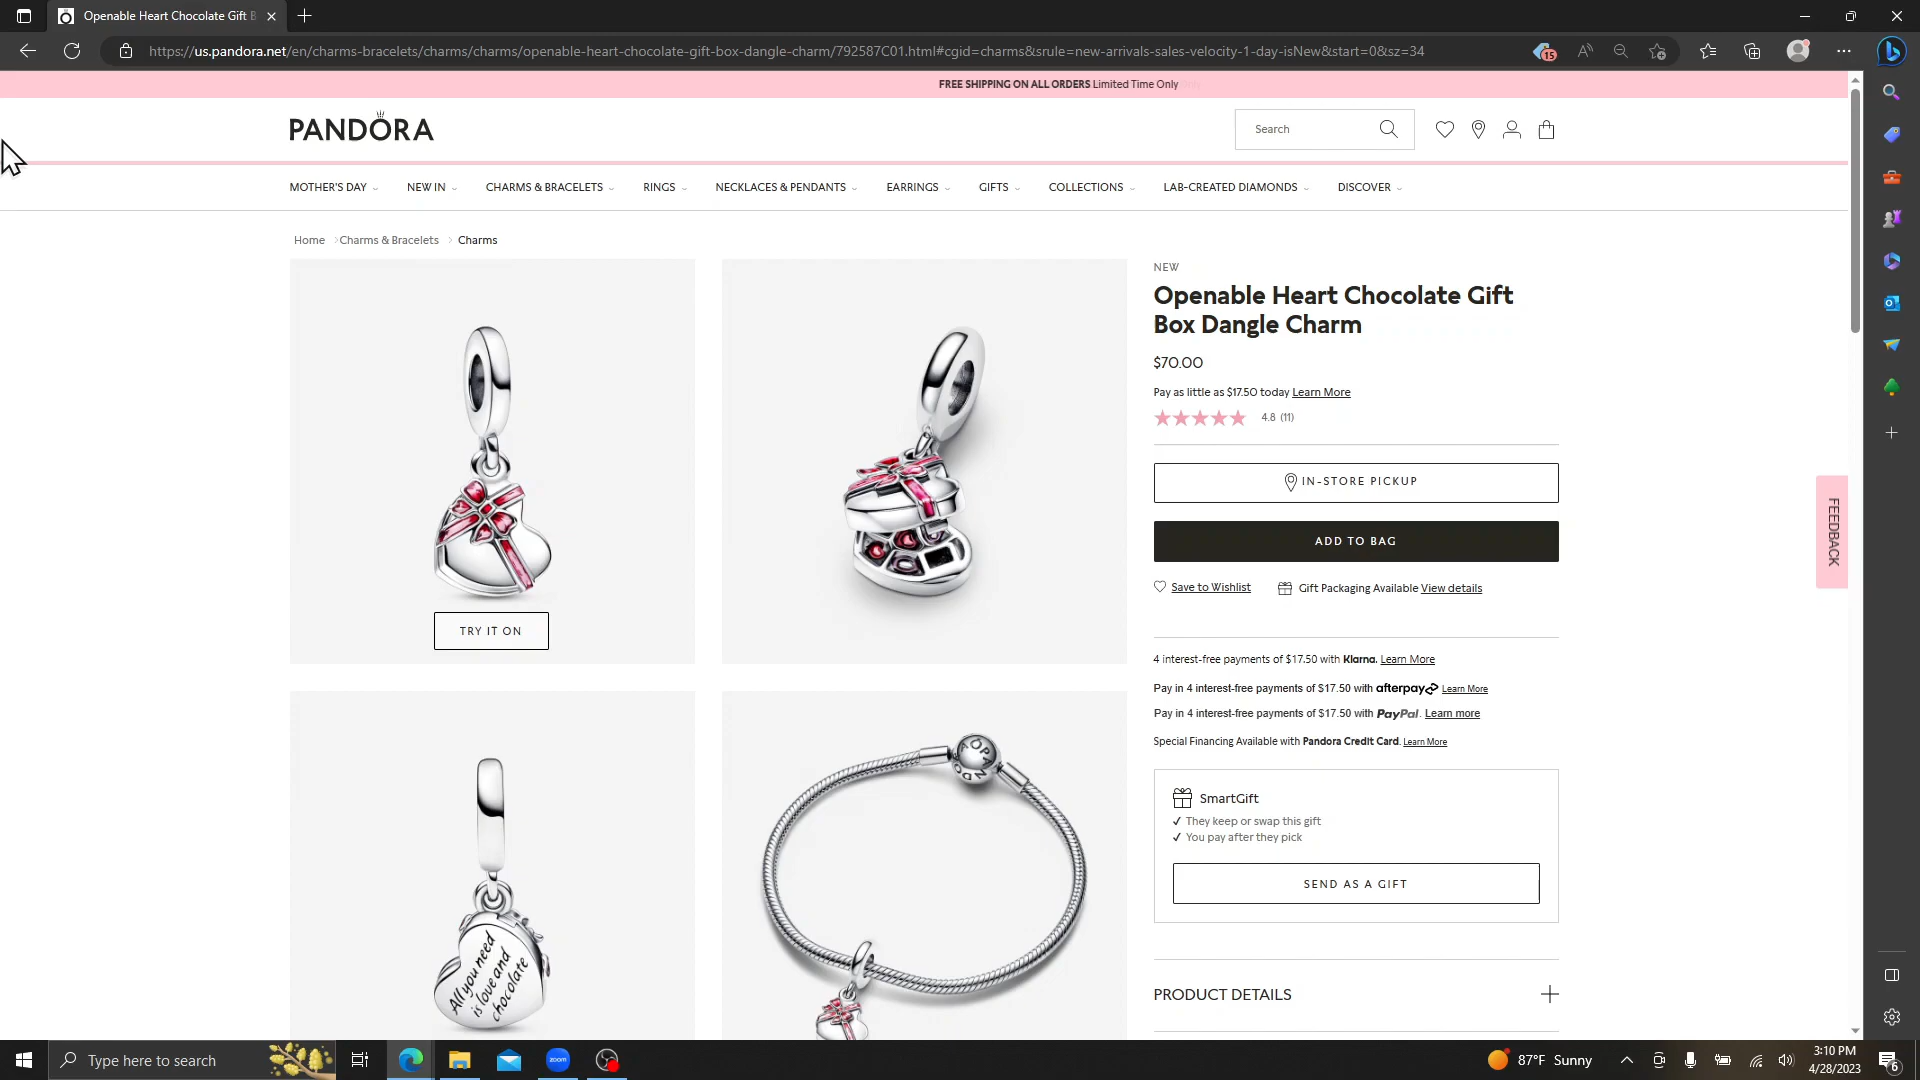 Openable Heart Chocolate Gift B
https://us.pandora.net/en/charms-bracelets/charms/charms/openable-heart-chocolate-gift-box-dangle-charm/792587C01.html#cgid=charms&srule=new-arrivals-sales-velocity-1-day-isNew&start=0&sz=34
15
FREE SHIPPING ON ALL ORDERS Limited Time Only
PANDORA
Search
MOTHER'S DAY
NEW IN
CHARMS & BRACELETS
RINGS
NECKLACES & PENDANTS
EARRINGS
GIFTS
COLLECTIONS
LAB-CREATED DIAMONDS
DISCOVER
Home
Charms & Bracelets
Charms
NEW
Openable Heart Chocolate Gift
Box Dangle Charm
$70.00
Pay as little as $17.50 today Learn More
4.8 (11)
IN-STORE PICKUP
ADD TO BAG
Save to Wishlist
Gift Packaging Available View details
FEEDBACK
TRY IT ON
4 interest-free payments of $17.50 with Klarna. Learn More
Pay in 4 interest-free payments of $17.50 with afterpay Learn More
Pay in 4 interest-free payments of $17.50 with PayPal. Learn more
Special Financing Available with Pandora Credit Card. Learn More
SmartGift
They keep or swap this gift
You pay after they pick
SEND AS A GIFT
PRODUCT DETAILS
All you need
is love and
chocolate
PANDORA
Type here to search
zoom
87°F Sunny
3:10 PM
4/28/2023
6